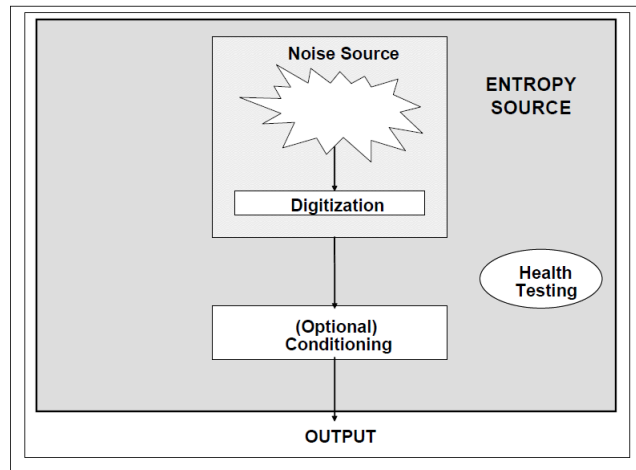 Noise Source
ENTROPY
SOURCE
Digitization
Health
Testing
(Optional)
Conditioning
OUTPUT